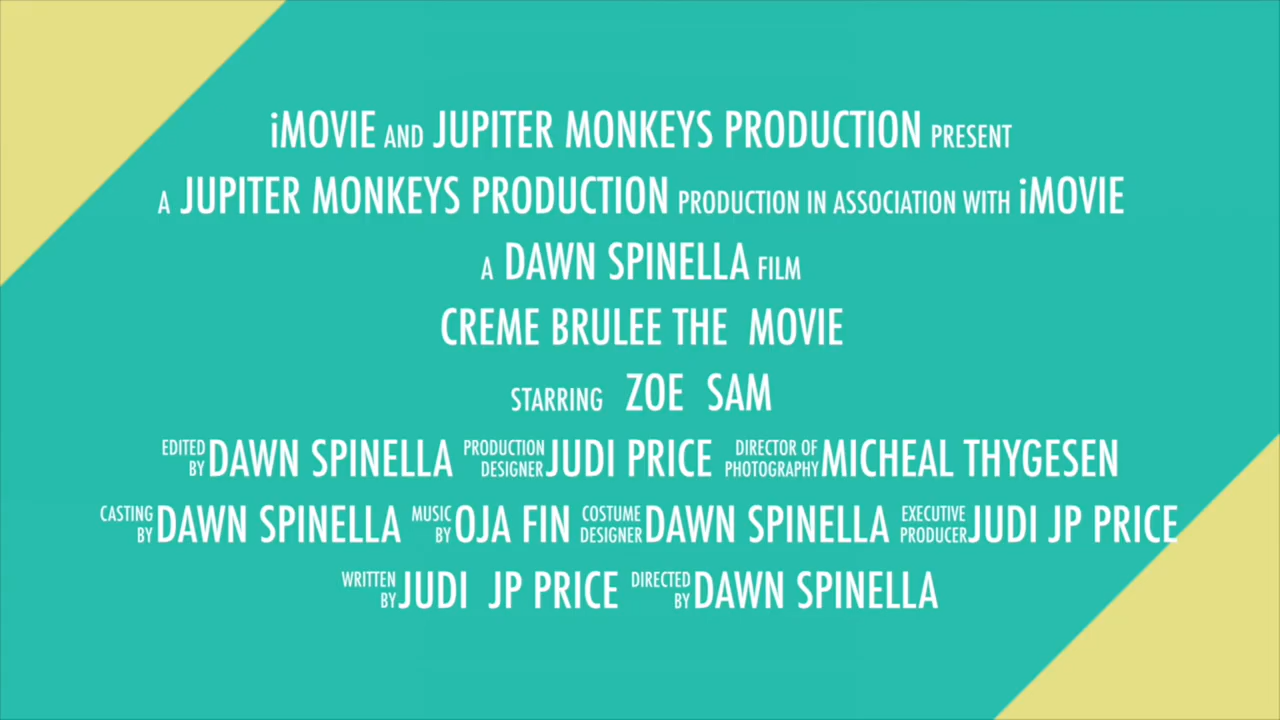 iMOVIE AND JUPITER MONKEYS PRODUCTION PRESENT
A JUPITER MONKEYS PRODUCTION PRODUCTION IN ASSOCIATION WITH iMOVIE
A DAWN SPINELLA FILM
CREME BRULEE THE MOVIE
STARRING ZOE SAM
EDITED BY DAWN SPINELLA PRODUCTION DESIGNER JUDI PRICE DIRECTOR OF PHOTOGRAPHY MICHEAL THYGESEN
CASTING BY DAWN SPINELLA MUSIC BY OJA FIN COSTUME DESIGNER DAWN SPINELLA EXECUTIVE PRODUCER JUDI JP PRICE
WRITTEN BY JUDI JP PRICE DIRECTED BY DAWN SPINELLA